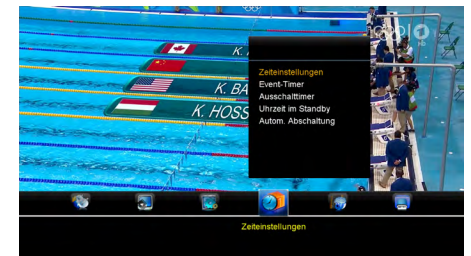 K.
K. BA
K. HOSS
Zeiteinstellungen
Event-Timer
Ausschalttimer
Uhrzeit im Standby
Autom. Abschaltung
Zeiteinstellungen